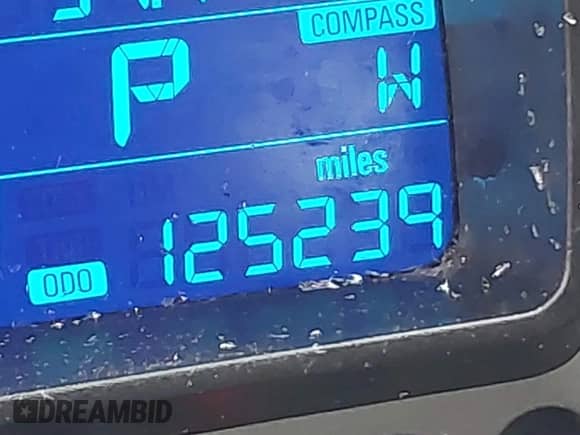 COMPASS
P W
miles
ODO 125239
DREAMBID